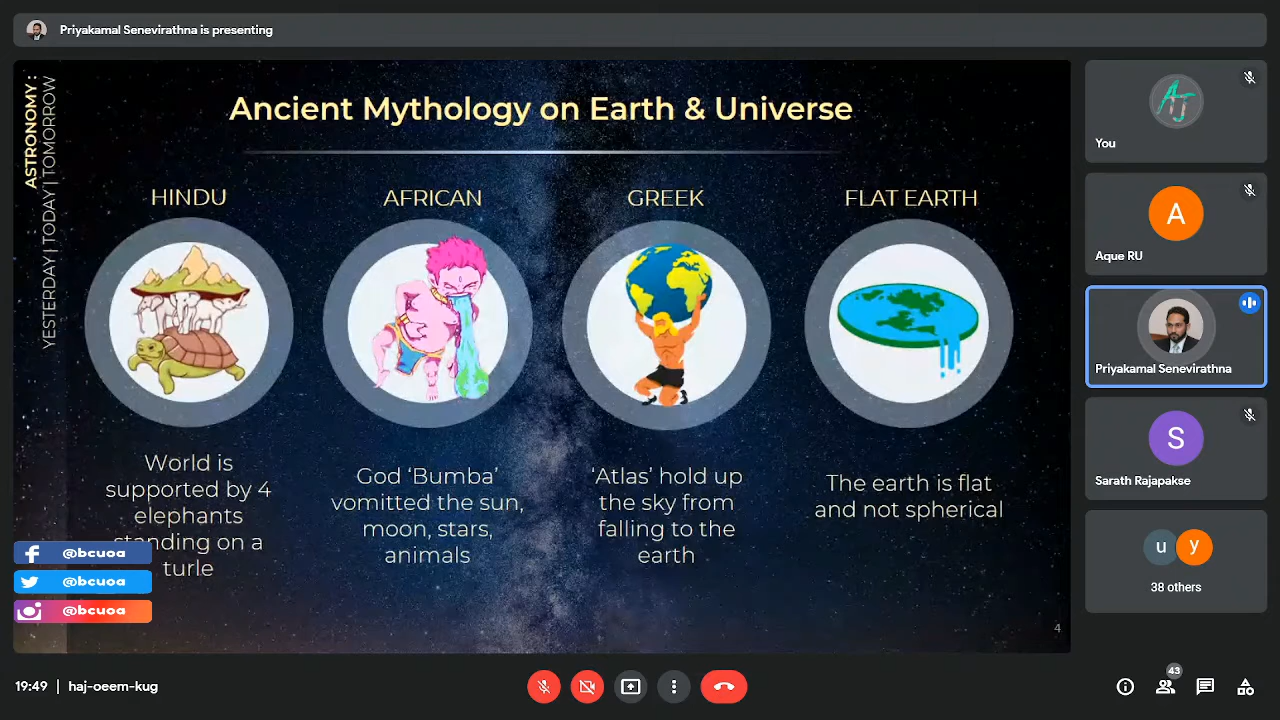 Priyakamal Senevirathna is presenting
ASTRONOMY :
YESTERDAY | TODAY | TOMORROW
Ancient Mythology on Earth & Universe
HINDU
AFRICAN
GREEK
FLAT EARTH
World is
supported by 4
elephants
standing on a
turle
God ‘Bumba’
vomitted the sun,
moon, stars,
animals
‘Atlas’ hold up
the sky from
falling to the
earth
The earth is flat
and not spherical
@bcuoa
@bcuoa
@bcuoa
4
AJ
You
A
Aque RU
Priyakamal Senevirathna
S
Sarath Rajapakse
u
y
38 others
19:49 | haj-oeem-kug
43